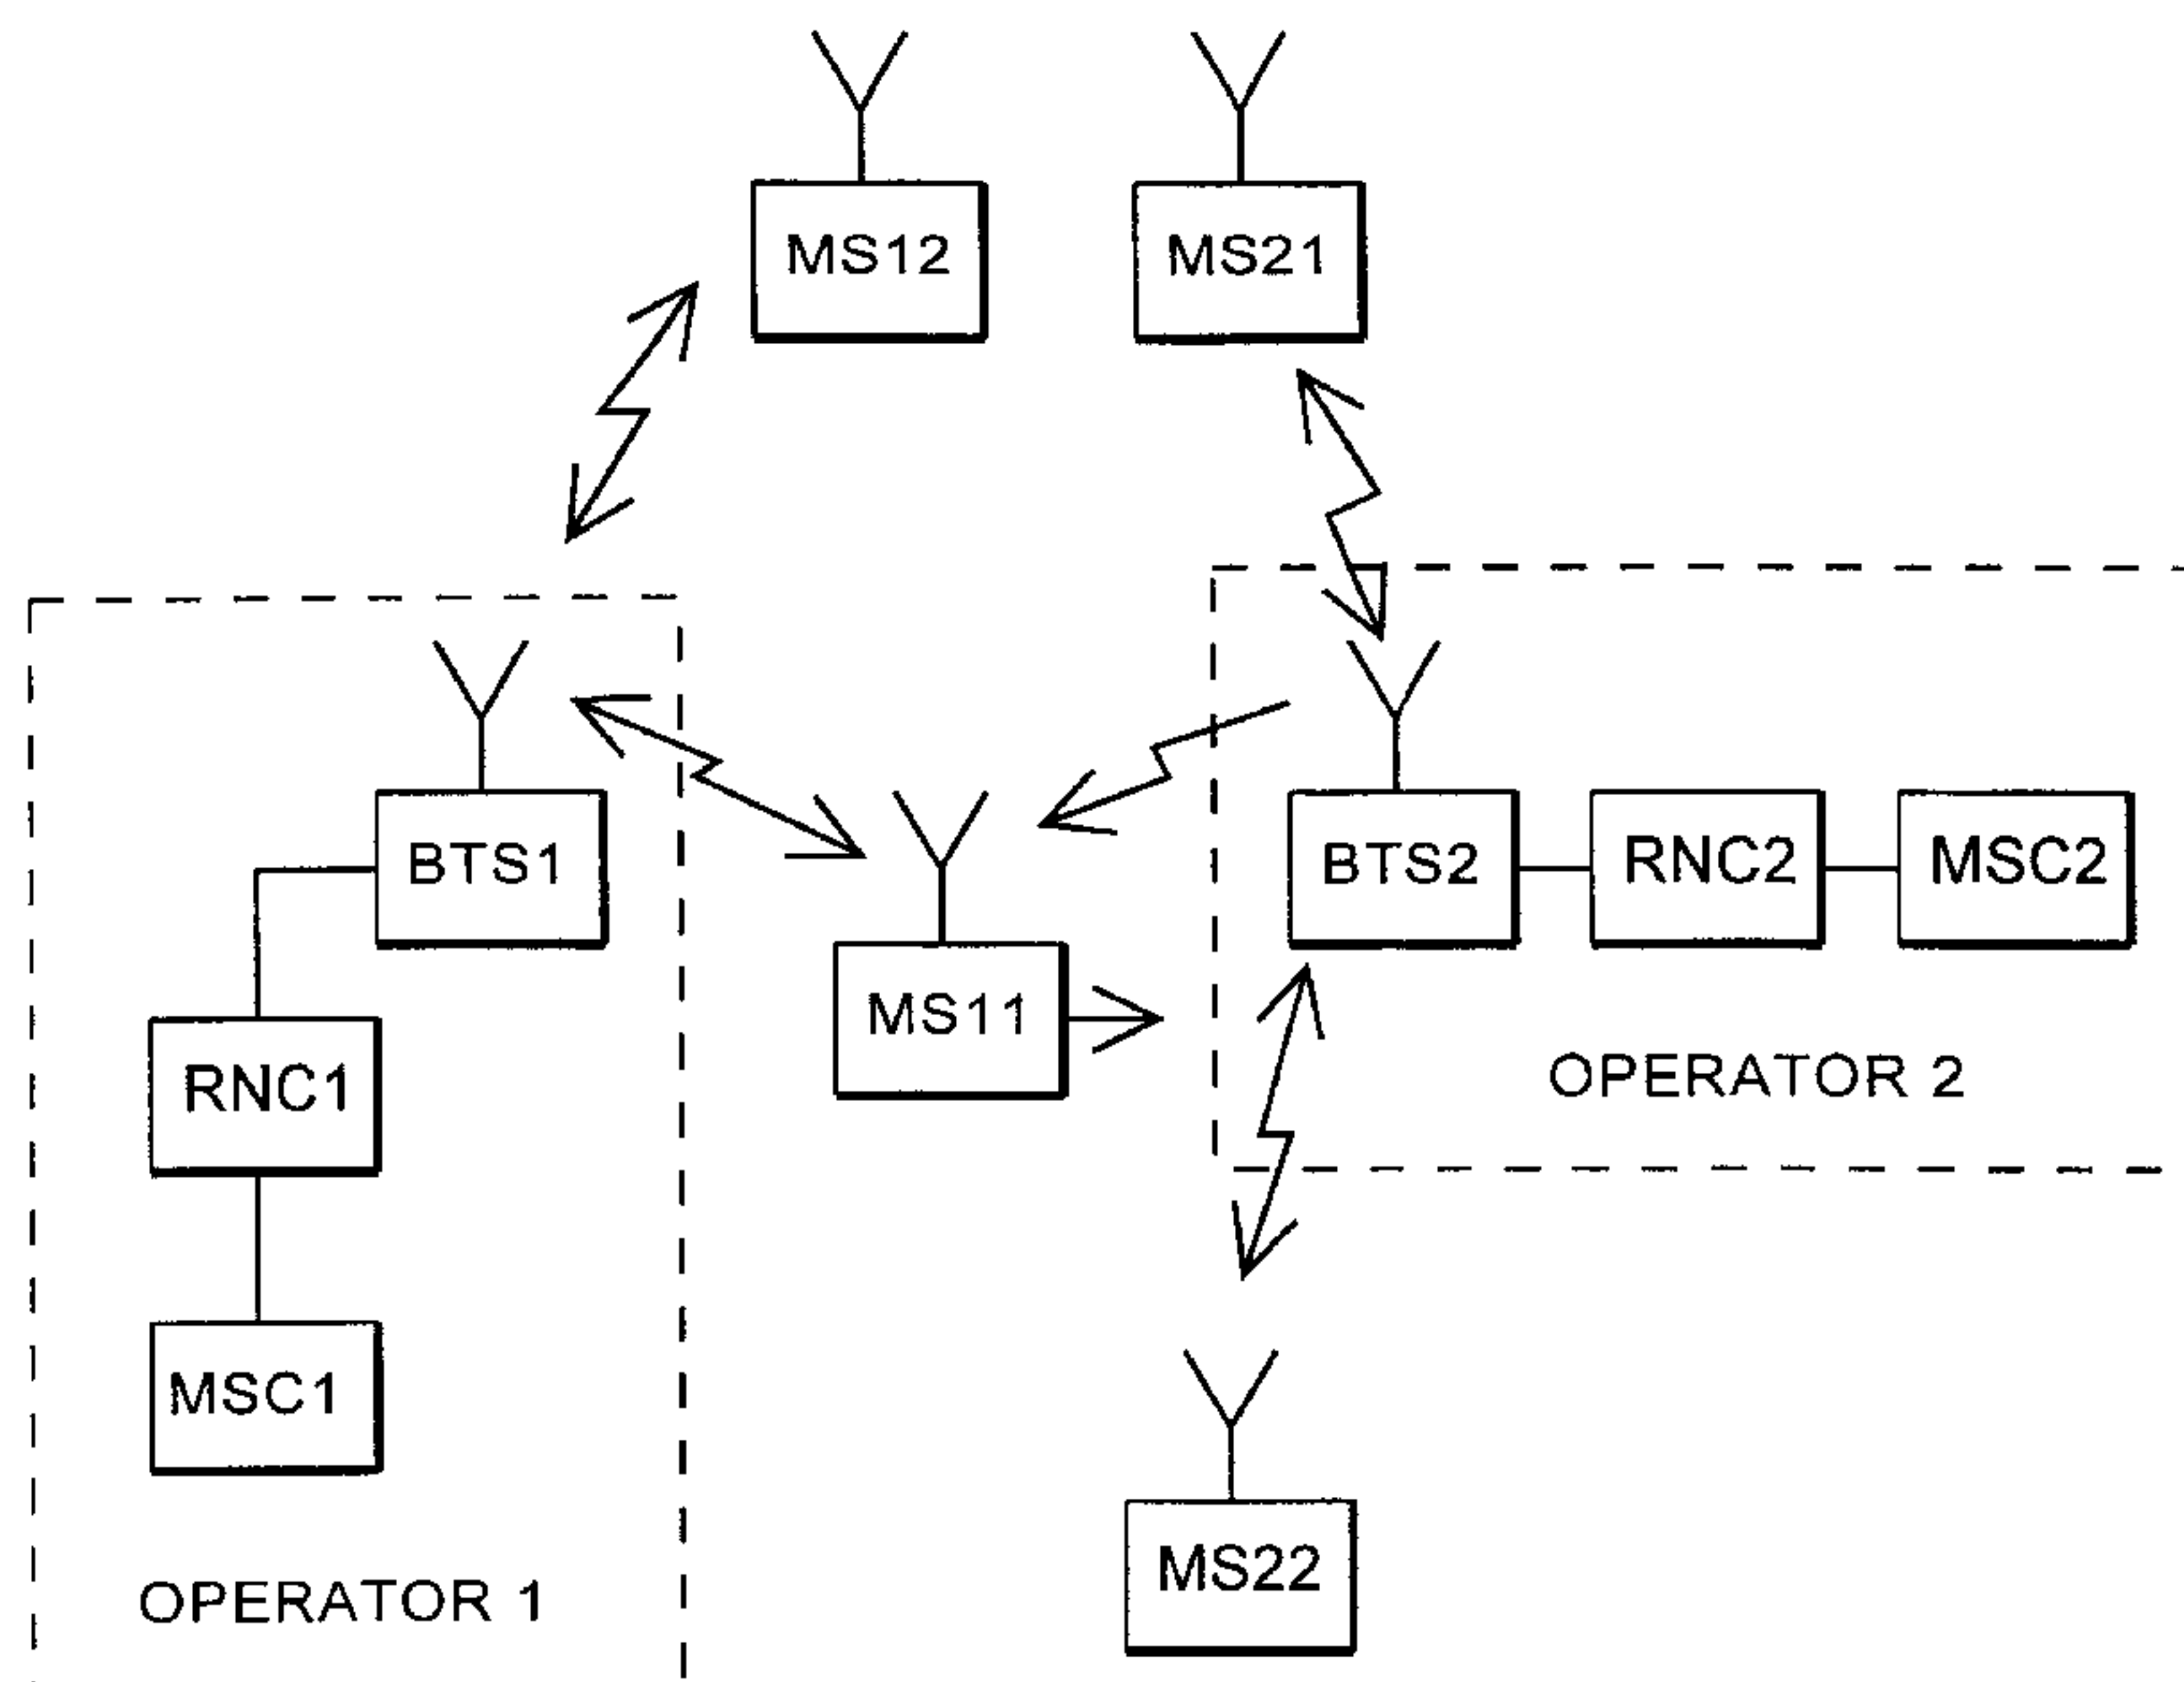 MS12
MS21
BTS1
BTS2
RNC2
MSC2
MS11
RNC1
OPERATOR 2
MSC1
MS22
OPERATOR 1